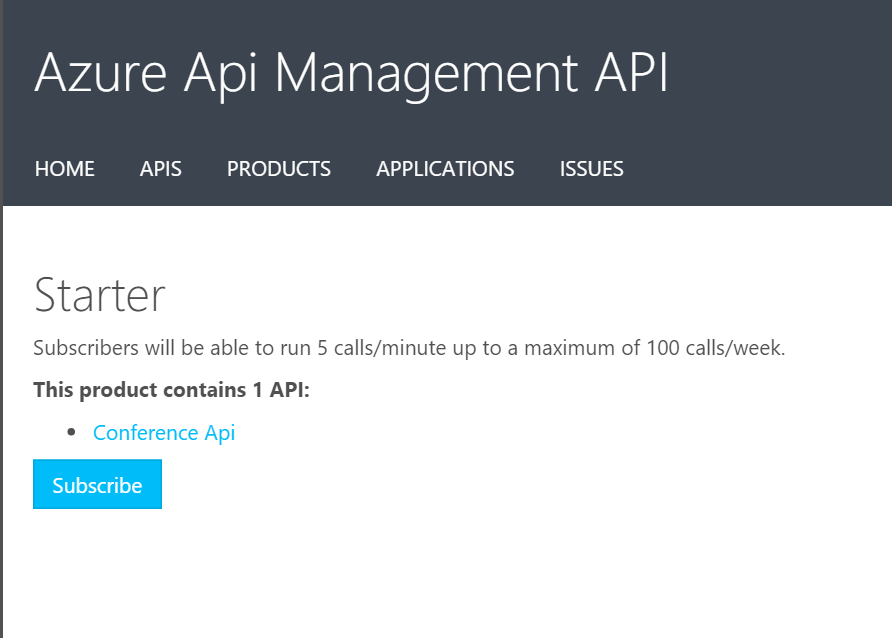 Azure Api Management API
HOME APIS PRODUCTS APPLICATIONS ISSUES
Starter
Subscribers will be able to run 5 calls/minute up to a maximum of 100 calls/week.
This product contains 1 API:
• Conference Api
Subscribe